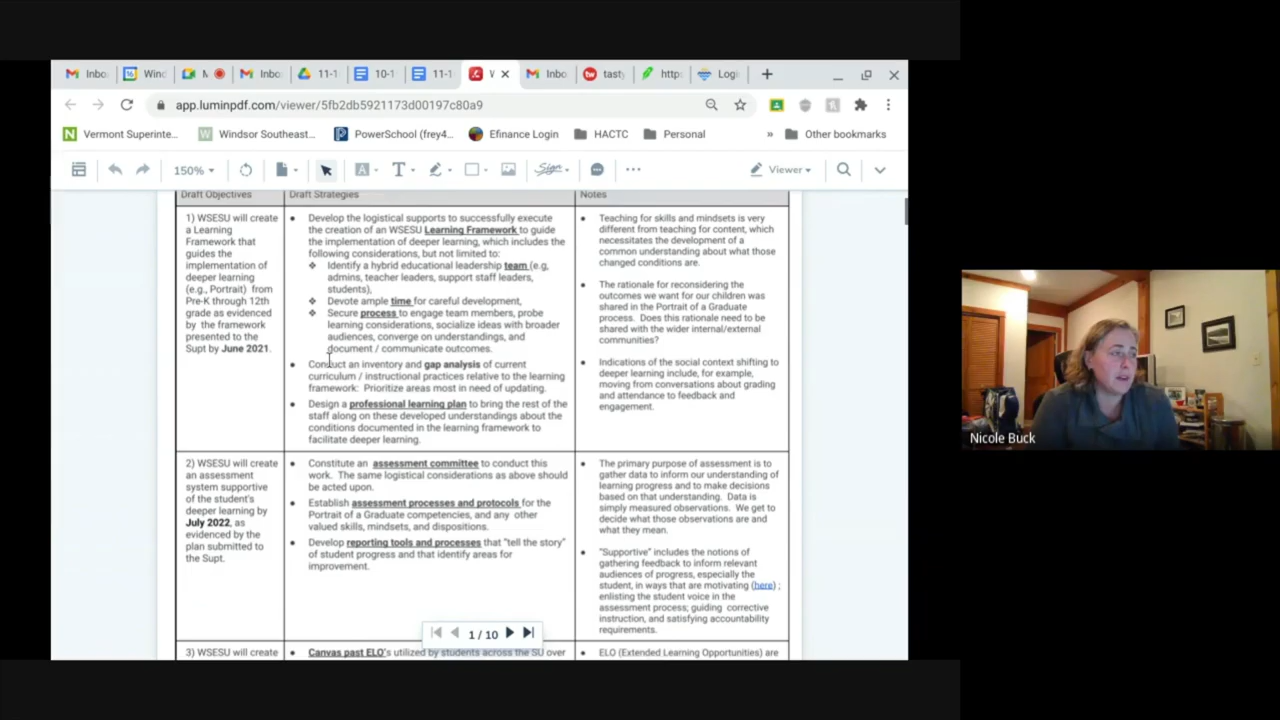 Inbo
Wind
M
Inbo
11-1
10-1
11-1
V
Inbo
tasty
http:
Logi
app.luminpdf.com/viewer/5fb2db5921173d00197c80a9
Vermont Superinte...
Windsor Southeast...
PowerSchool (frey4...
Efinance Login
HACTC
Personal
»
Other bookmarks
150%
Sign
Viewer
Draft Objectives
Draft Strategies
Notes
1) WSESU will create
a Learning
Framework that
guides the
implementation of
deeper learning
(e.g., Portrait) from
Pre-K through 12th
grade as evidenced
by the framework
presented to the
Supt by June 2021.
● Develop the logistical supports to successfully execute
the creation of an WSESU Learning Framework to guide
the implementation of deeper learning, which includes the
following considerations, but not limited to:
❖ Identify a hybrid educational leadership team (e.g,
admins, teacher leaders, support staff leaders,
students),
❖ Devote ample time for careful development,
❖ Secure process to engage team members, probe
learning considerations, socialize ideas with broader
audiences, converge on understandings, and
document / communicate outcomes.
● Conduct an inventory and gap analysis of current
curriculum / instructional practices relative to the learning
framework: Prioritize areas most in need of updating.
● Design a professional learning plan to bring the rest of the
staff along on these developed understandings about the
conditions documented in the learning framework to
facilitate deeper learning.
● Teaching for skills and mindsets is very
different from teaching for content, which
necessitates the development of a
common understanding about what those
changed conditions are.
● The rationale for reconsidering the
outcomes we want for our children was
shared in the Portrait of a Graduate
process. Does this rationale need to be
shared with the wider internal/external
communities?
● Indications of the social context shifting to
deeper learning include, for example,
moving from conversations about grading
and attendance to feedback and
engagement.
2) WSESU will create
an assessment
system supportive
of the student's
deeper learning by
July 2022, as
evidenced by the
plan submitted to
the Supt.
● Constitute an assessment committee to conduct this
work. The same logistical considerations as above should
be acted upon.
● Establish assessment processes and protocols for the
Portrait of a Graduate competencies, and any other
valued skills, mindsets, and dispositions.
● Develop reporting tools and processes that "tell the story"
of student progress and that identify areas for
improvement.
● The primary purpose of assessment is to
gather data to inform our understanding of
learning progress and to make decisions
based on that understanding. Data is
simply measured observations. We get to
decide what those observations are and
what they mean.
● "Supportive" includes the notions of
gathering feedback to inform relevant
audiences of progress, especially the
student, in ways that are motivating (here) ;
enlisting the student voice in the
assessment process; guiding corrective
instruction, and satisfying accountability
requirements.
1 / 10
3) WSESU will create
● Canvas past ELO's utilized by students across the SU over
● ELO (Extended Learning Opportunities) are
Nicole Buck